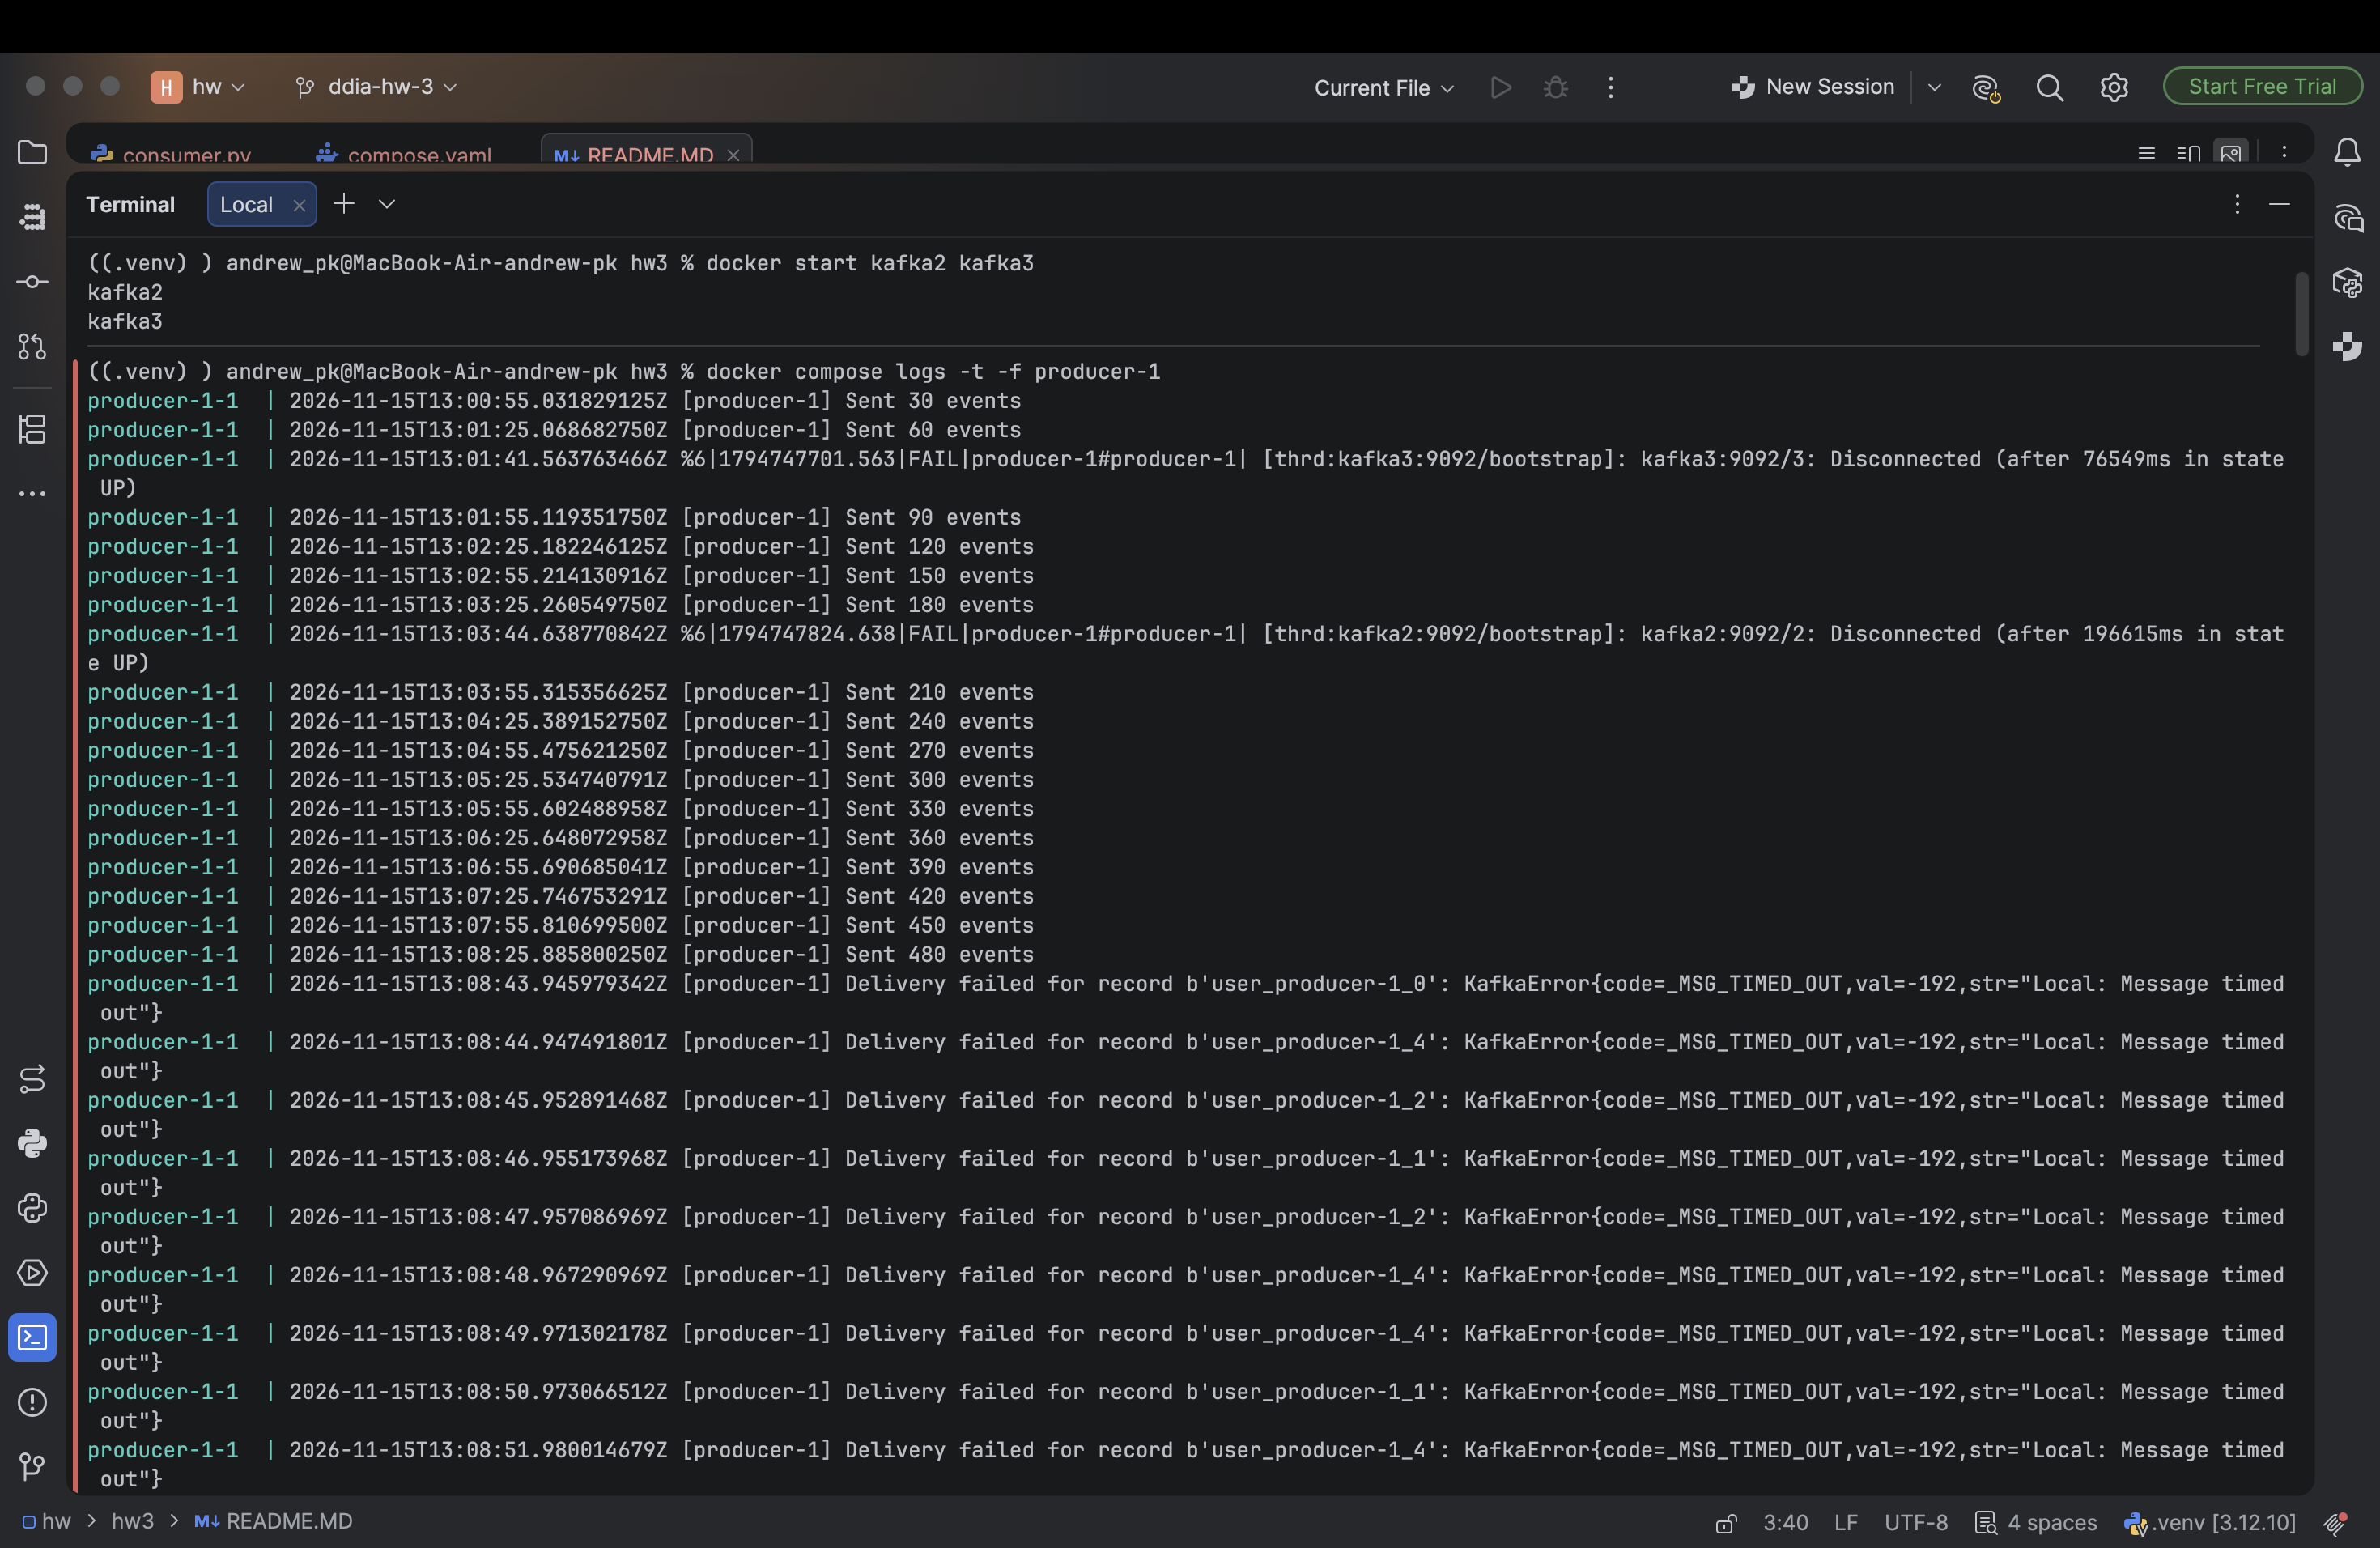 H hw ddia-hw-3 Current File New Session Start Free Trial
consumer.py compose.yaml M↓ README.MD
Terminal Local
((.venv) ) andrew_pk@MacBook-Air-andrew-pk hw3 % docker start kafka2 kafka3
kafka2
kafka3
((.venv) ) andrew_pk@MacBook-Air-andrew-pk hw3 % docker compose logs -t -f producer-1
producer-1-1  | 2026-11-15T13:00:55.031829125Z [producer-1] Sent 30 events
producer-1-1  | 2026-11-15T13:01:25.068682750Z [producer-1] Sent 60 events
producer-1-1  | 2026-11-15T13:01:41.563763466Z %6|1794747701.563|FAIL|producer-1#producer-1| [thrd:kafka3:9092/bootstrap]: kafka3:9092/3: Disconnected (after 76549ms in state
UP)
producer-1-1  | 2026-11-15T13:01:55.119351750Z [producer-1] Sent 90 events
producer-1-1  | 2026-11-15T13:02:25.182246125Z [producer-1] Sent 120 events
producer-1-1  | 2026-11-15T13:02:55.214130916Z [producer-1] Sent 150 events
producer-1-1  | 2026-11-15T13:03:25.260549750Z [producer-1] Sent 180 events
producer-1-1  | 2026-11-15T13:03:44.638770842Z %6|1794747824.638|FAIL|producer-1#producer-1| [thrd:kafka2:9092/bootstrap]: kafka2:9092/2: Disconnected (after 196615ms in stat
e UP)
producer-1-1  | 2026-11-15T13:03:55.315356625Z [producer-1] Sent 210 events
producer-1-1  | 2026-11-15T13:04:25.389152750Z [producer-1] Sent 240 events
producer-1-1  | 2026-11-15T13:04:55.475621250Z [producer-1] Sent 270 events
producer-1-1  | 2026-11-15T13:05:25.534740791Z [producer-1] Sent 300 events
producer-1-1  | 2026-11-15T13:05:55.602488958Z [producer-1] Sent 330 events
producer-1-1  | 2026-11-15T13:06:25.648072958Z [producer-1] Sent 360 events
producer-1-1  | 2026-11-15T13:06:55.690685041Z [producer-1] Sent 390 events
producer-1-1  | 2026-11-15T13:07:25.746753291Z [producer-1] Sent 420 events
producer-1-1  | 2026-11-15T13:07:55.810699500Z [producer-1] Sent 450 events
producer-1-1  | 2026-11-15T13:08:25.885800250Z [producer-1] Sent 480 events
producer-1-1  | 2026-11-15T13:08:43.945979342Z [producer-1] Delivery failed for record b'user_producer-1_0': KafkaError{code=_MSG_TIMED_OUT,val=-192,str="Local: Message timed
out"}
producer-1-1  | 2026-11-15T13:08:44.947491801Z [producer-1] Delivery failed for record b'user_producer-1_4': KafkaError{code=_MSG_TIMED_OUT,val=-192,str="Local: Message timed
out"}
producer-1-1  | 2026-11-15T13:08:45.952891468Z [producer-1] Delivery failed for record b'user_producer-1_2': KafkaError{code=_MSG_TIMED_OUT,val=-192,str="Local: Message timed
out"}
producer-1-1  | 2026-11-15T13:08:46.955173968Z [producer-1] Delivery failed for record b'user_producer-1_1': KafkaError{code=_MSG_TIMED_OUT,val=-192,str="Local: Message timed
out"}
producer-1-1  | 2026-11-15T13:08:47.957086969Z [producer-1] Delivery failed for record b'user_producer-1_2': KafkaError{code=_MSG_TIMED_OUT,val=-192,str="Local: Message timed
out"}
producer-1-1  | 2026-11-15T13:08:48.967290969Z [producer-1] Delivery failed for record b'user_producer-1_4': KafkaError{code=_MSG_TIMED_OUT,val=-192,str="Local: Message timed
out"}
producer-1-1  | 2026-11-15T13:08:49.971302178Z [producer-1] Delivery failed for record b'user_producer-1_4': KafkaError{code=_MSG_TIMED_OUT,val=-192,str="Local: Message timed
out"}
producer-1-1  | 2026-11-15T13:08:50.973066512Z [producer-1] Delivery failed for record b'user_producer-1_1': KafkaError{code=_MSG_TIMED_OUT,val=-192,str="Local: Message timed
out"}
producer-1-1  | 2026-11-15T13:08:51.980014679Z [producer-1] Delivery failed for record b'user_producer-1_4': KafkaError{code=_MSG_TIMED_OUT,val=-192,str="Local: Message timed
out"}
hw > hw3 > M↓ README.MD 3:40 LF UTF-8 4 spaces .venv [3.12.10]